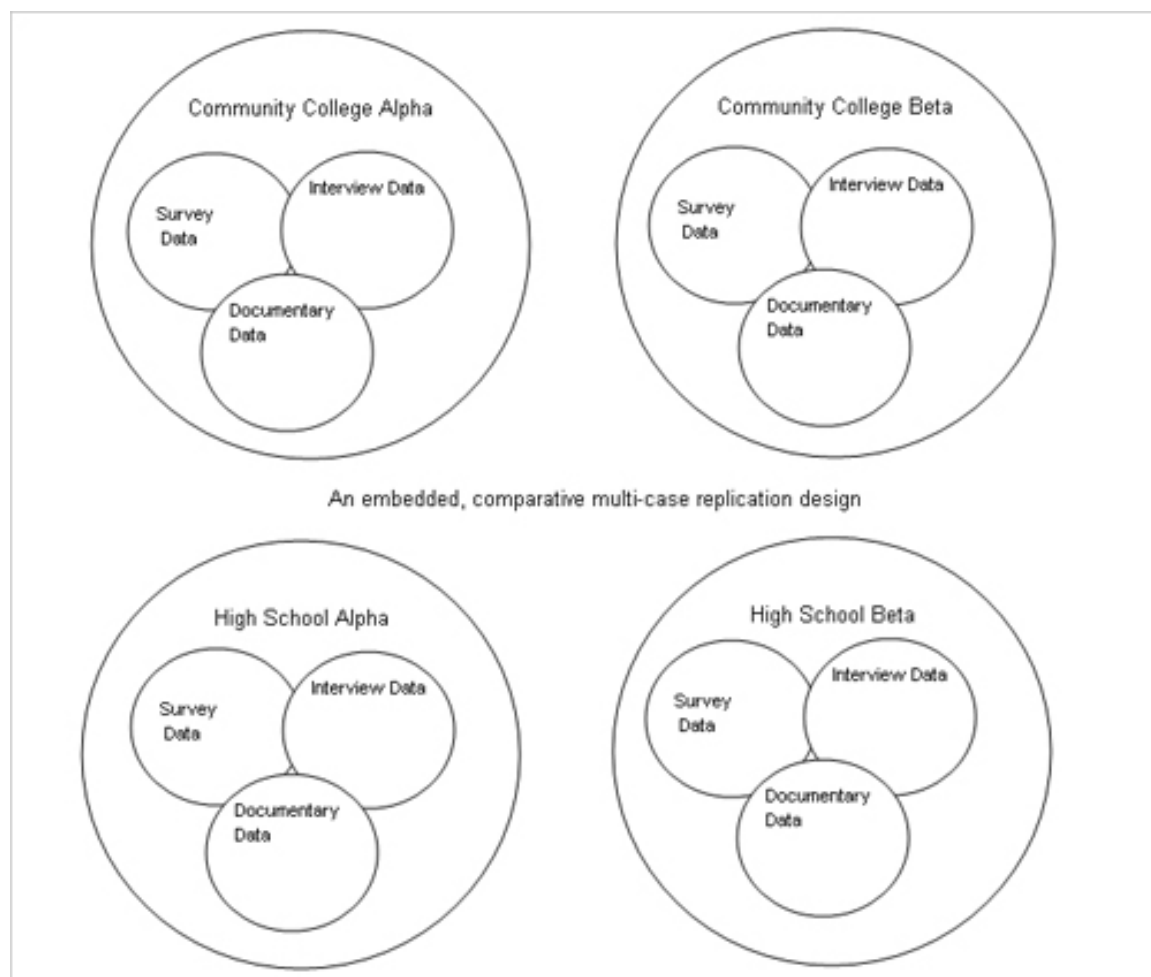 Community College Alpha
Survey
Data
Interview Data
Documentary
Data
Community College Beta
Survey
Data
Interview Data
Documentary
Data
An embedded, comparative multi-case replication design
High School Alpha
Survey
Data
Interview Data
Documentary
Data
High School Beta
Survey
Data
Interview Data
Documentary
Data